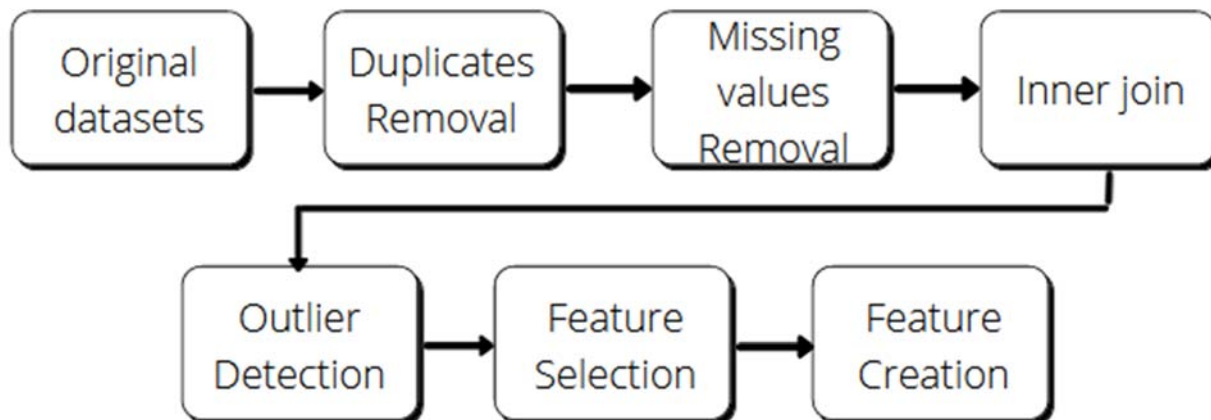 Original
datasets
Duplicates
Removal
Missing
values
Removal
Inner join
Outlier
Detection
Feature
Selection
Feature
Creation